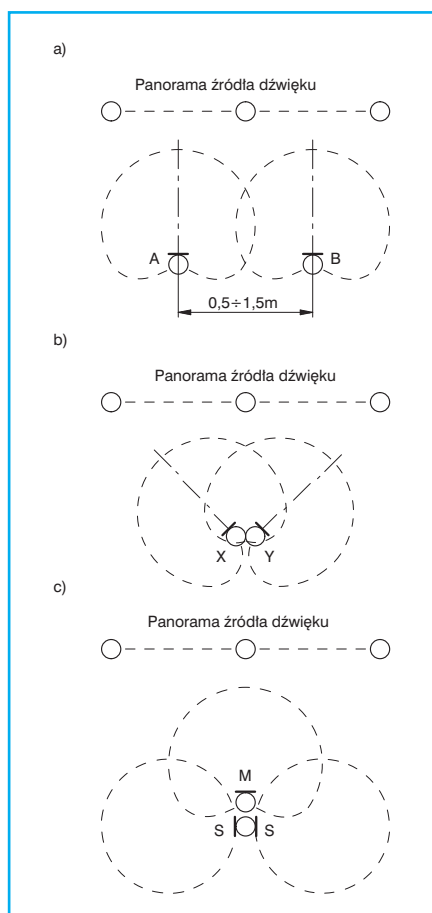 a)
Panorama źródła dźwięku
A B
0,5÷1,5m
b)
Panorama źródła dźwięku
X Y
c)
Panorama źródła dźwięku
M
S S